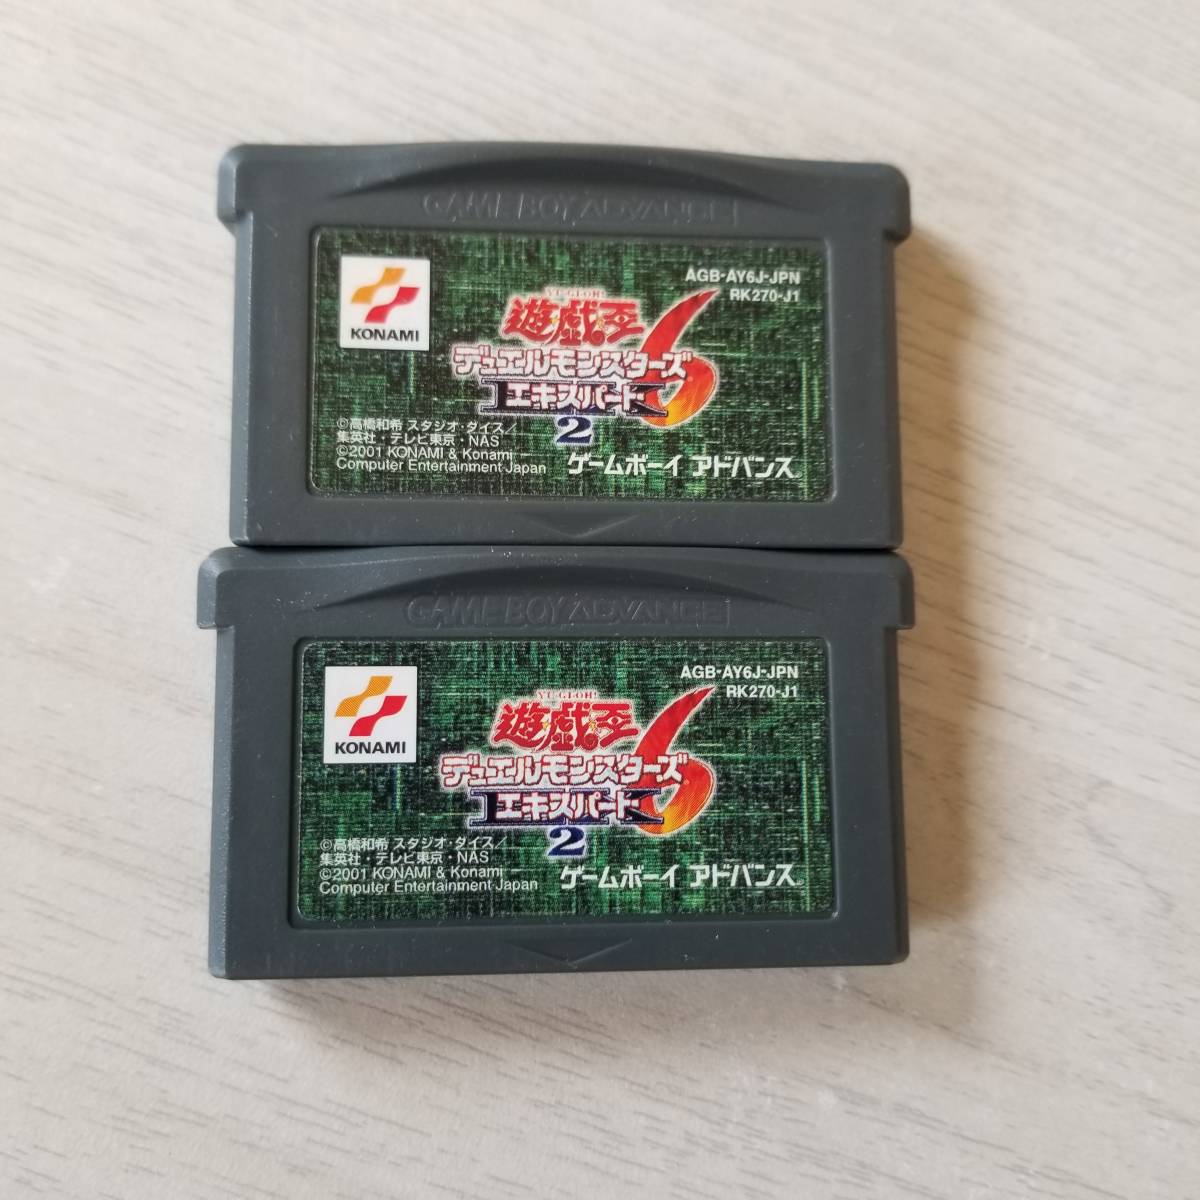 GAME BOY ADVANCE
KONAMI
AGB-AY6J-JPN
RK270-J1
YU-GI-OH!
遊戯王
デュエルモンスターズ 6
エキスパート
2
©高橋和希 スタジオ・ダイス/
集英社・テレビ東京・NAS
©2001 KONAMI & Konami
Computer Entertainment Japan
ゲームボーイ アドバンス
GAME BOY ADVANCE
KONAMI
AGB-AY6J-JPN
RK270-J1
YU-GI-OH!
遊戯王
デュエルモンスターズ 6
エキスパート
2
©高橋和希 スタジオ・ダイス/
集英社・テレビ東京・NAS
©2001 KONAMI & Konami
Computer Entertainment Japan
ゲームボーイ アドバンス